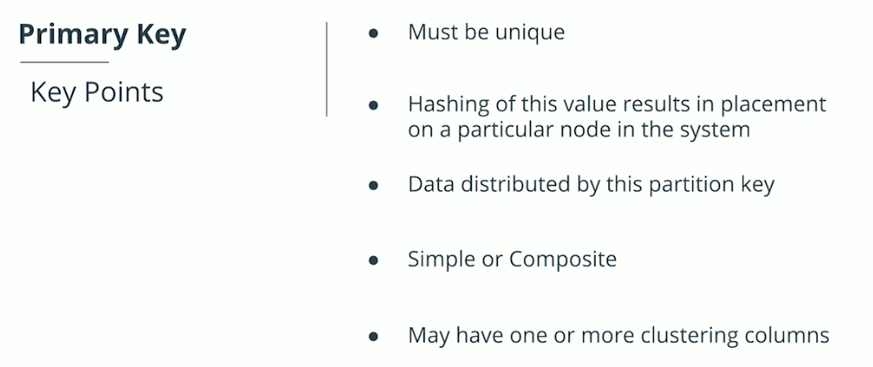 Primary Key
Key Points
• Must be unique
• Hashing of this value results in placement
on a particular node in the system
• Data distributed by this partition key
• Simple or Composite
• May have one or more clustering columns